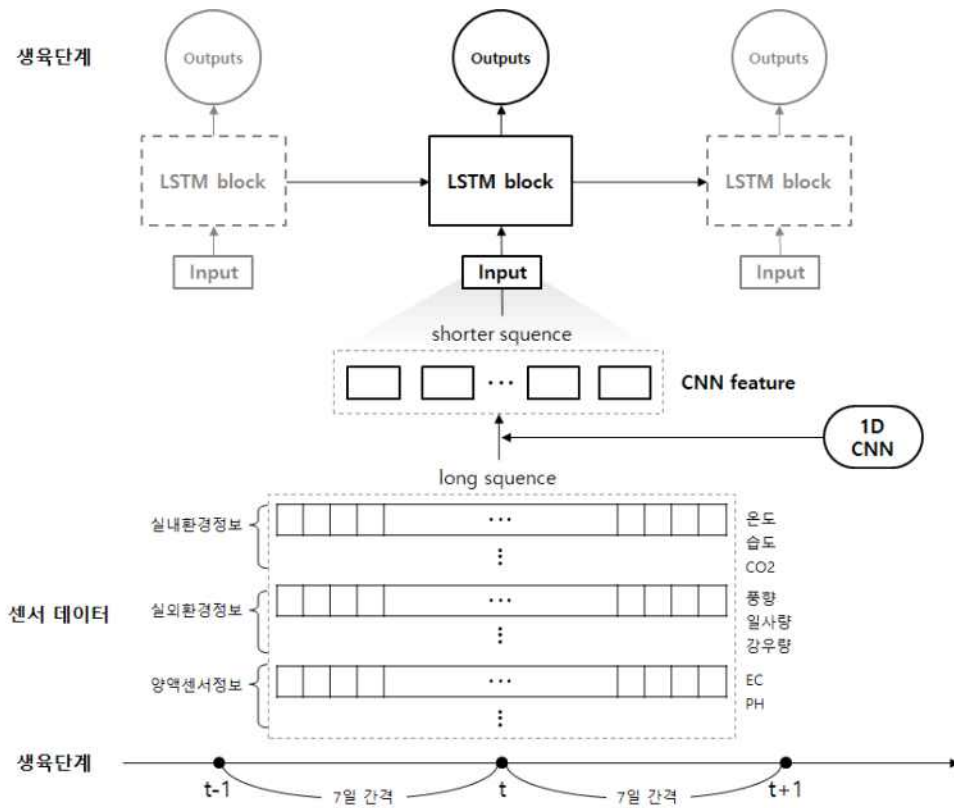 생육단계
Outputs
Outputs
Outputs
LSTM block
LSTM block
LSTM block
Input
Input
Input
shorter squence
CNN feature
1D
CNN
long squence
실내환경정보
온도
습도
CO2
센서 데이터
실외환경정보
풍향
일사량
강우량
양액센서정보
EC
PH
생육단계
t-1
7일 간격
t
7일 간격
t+1